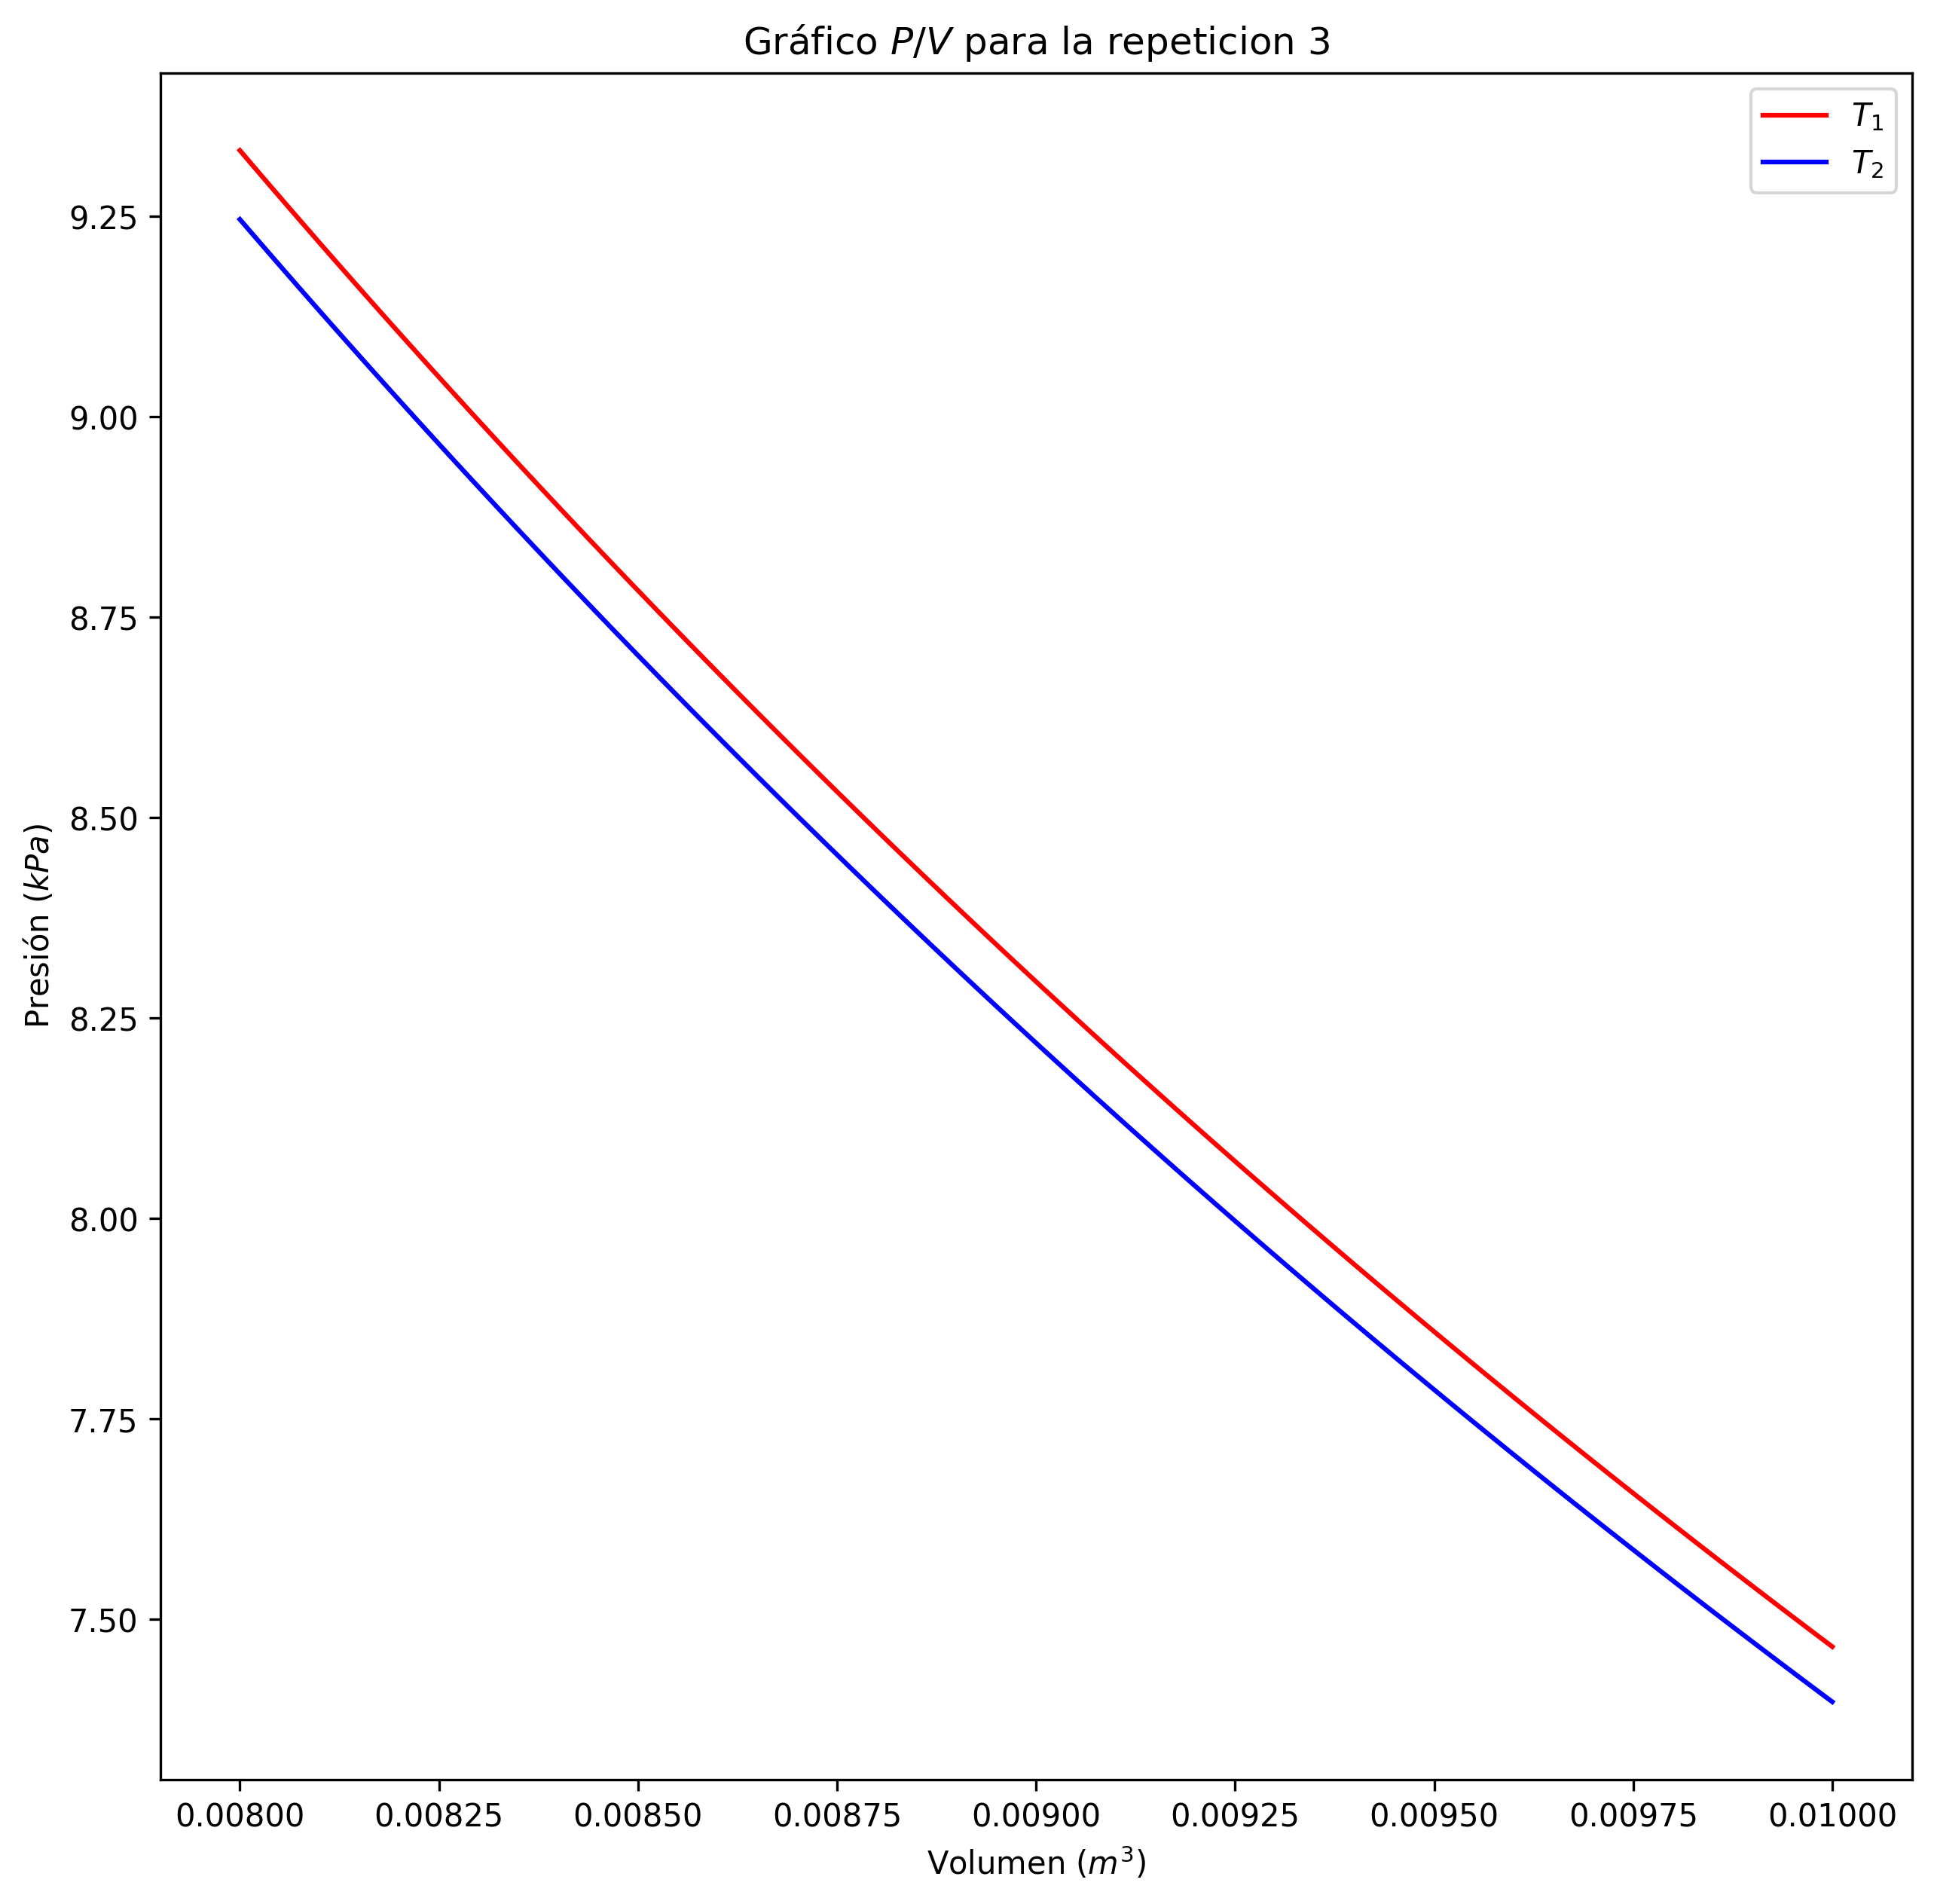 Gráfico P/V para la repeticion 3
T₁
T₂
Presión (kPa)
9.25
9.00
8.75
8.50
8.25
8.00
7.75
7.50
0.00800 0.00825 0.00850 0.00875 0.00900 0.00925 0.00950 0.00975 0.01000
Volumen (m³)